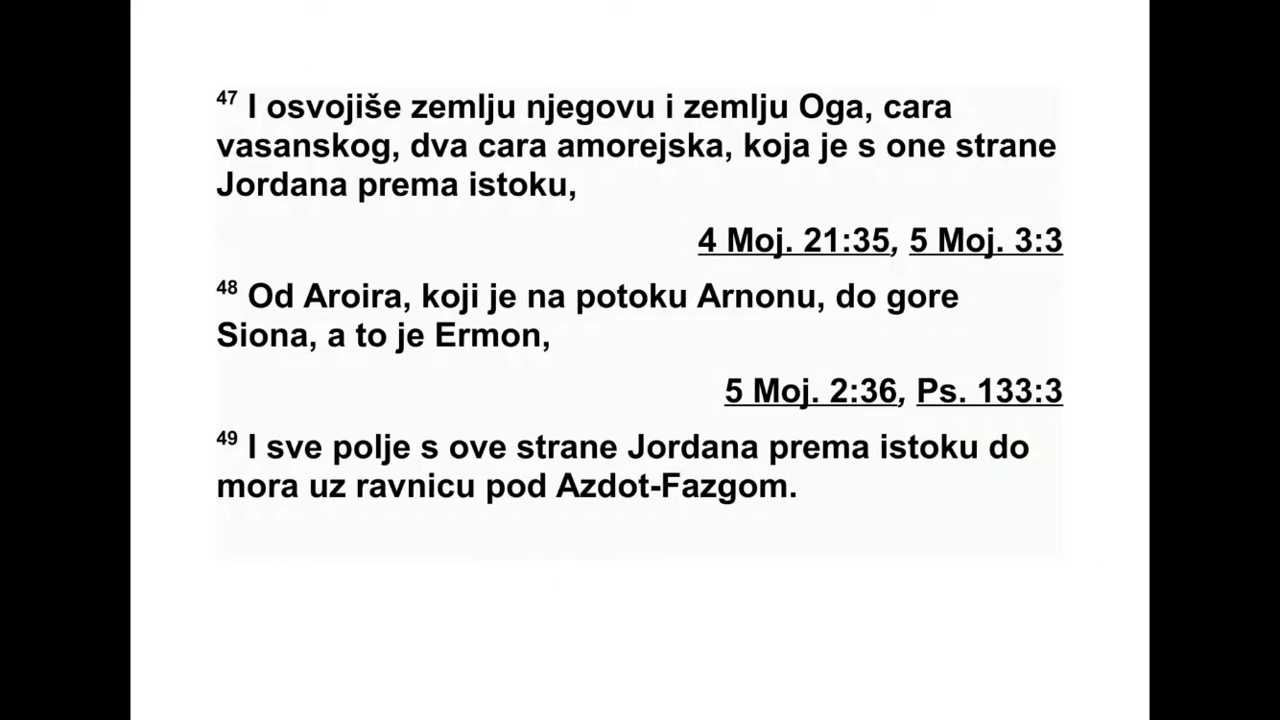 47 I osvojiše zemlju njegovu i zemlju Oga, cara
vasanskog, dva cara amorejska, koja je s one strane
Jordana prema istoku,
4 Moj. 21:35, 5 Moj. 3:3
48 Od Aroira, koji je na potoku Arnonu, do gore
Siona, a to je Ermon,
5 Moj. 2:36, Ps. 133:3
49 I sve polje s ove strane Jordana prema istoku do
mora uz ravnicu pod Azdot-Fazgom.